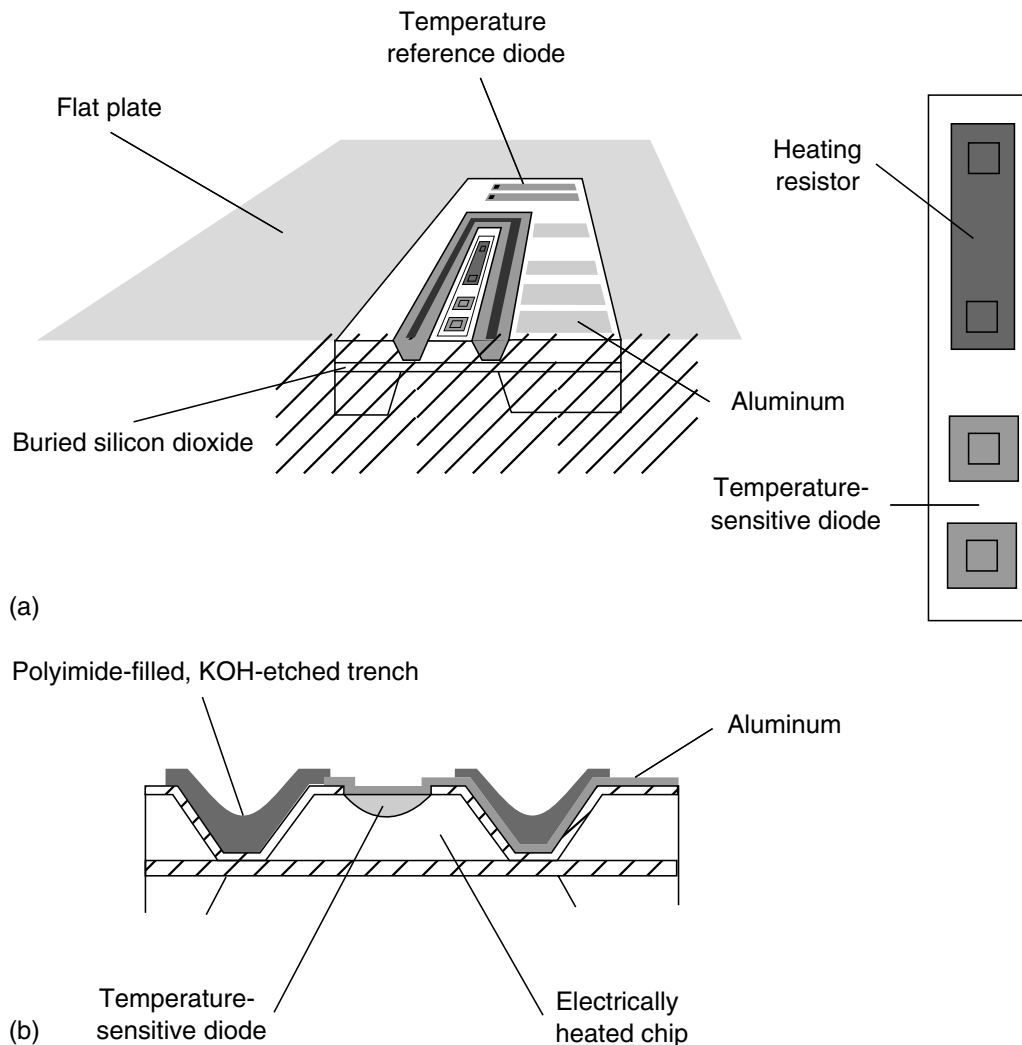 Temperature
reference diode
Flat plate
Heating
resistor
Aluminum
Buried silicon dioxide
Temperature-
sensitive diode
(a)
Polyimide-filled, KOH-etched trench
Aluminum
Temperature-
sensitive diode
Electrically
heated chip
(b)